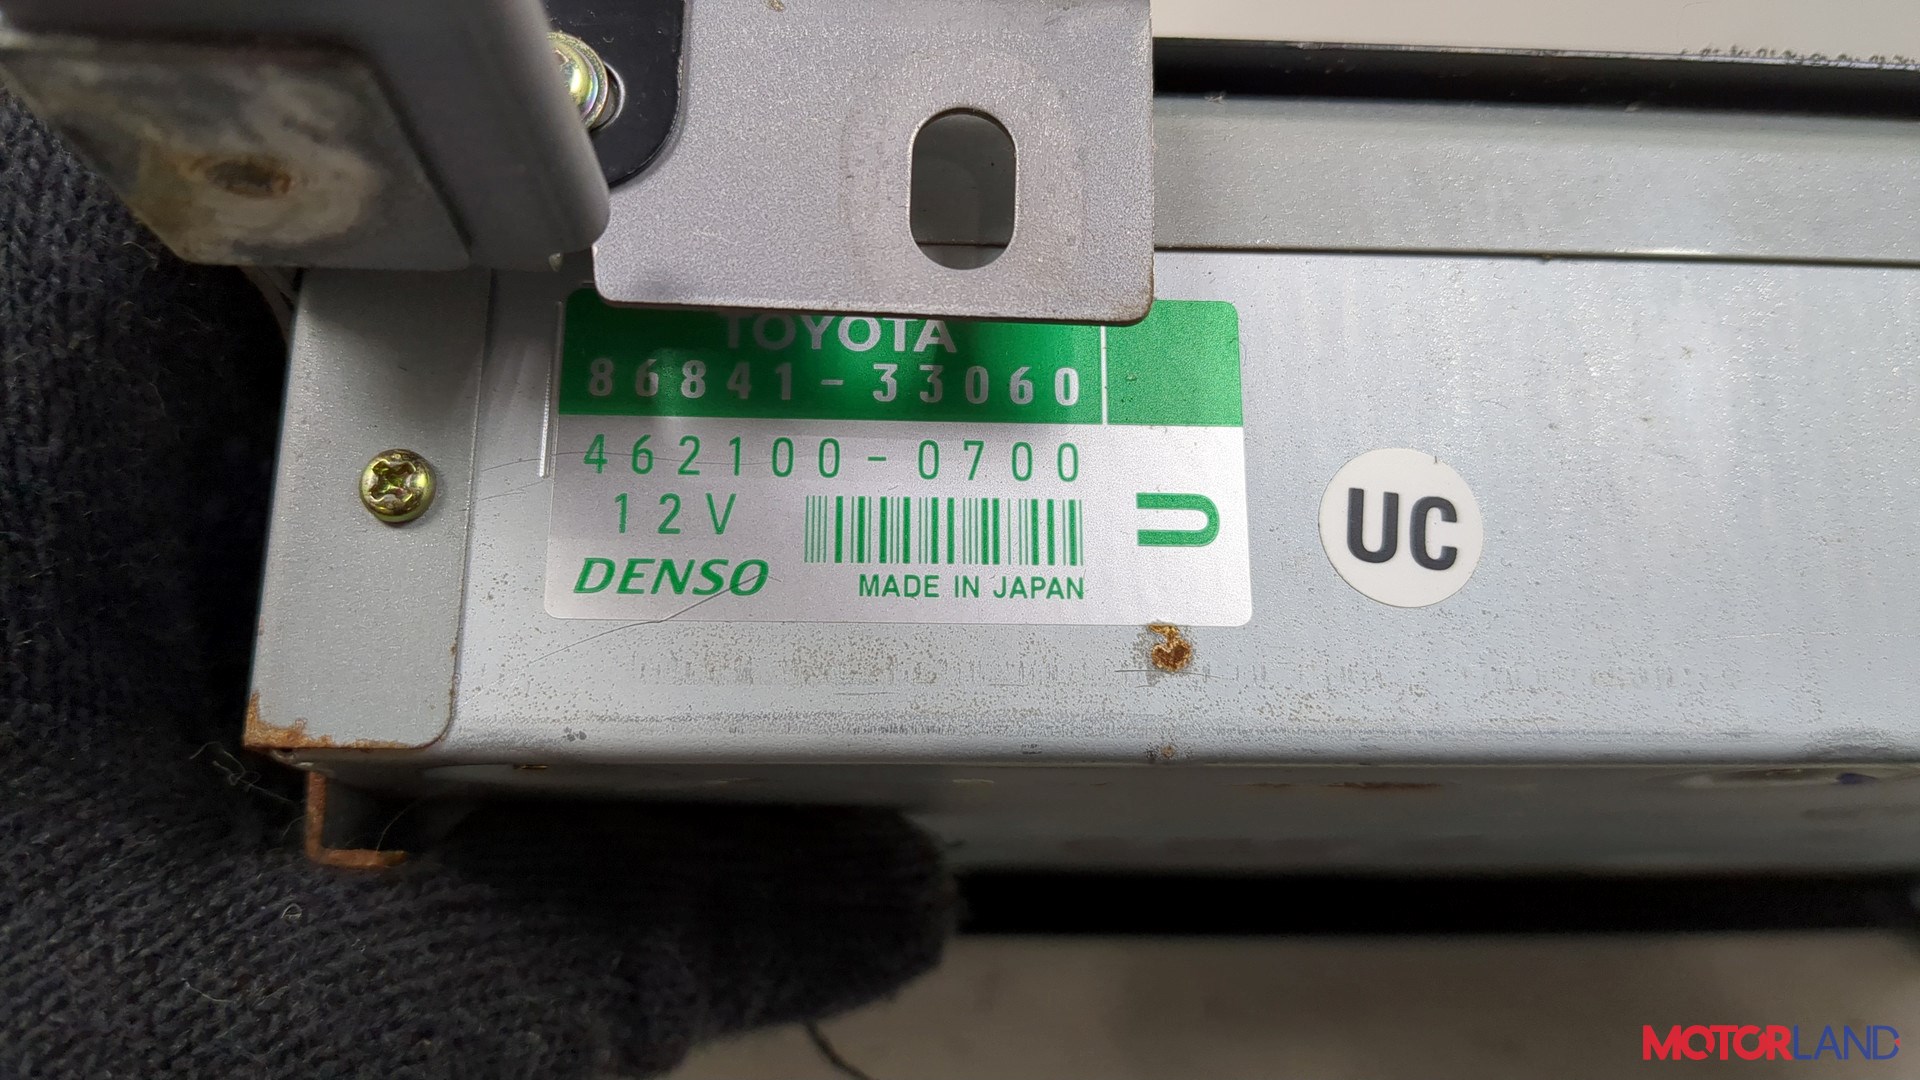 TOYOTA
86841-33060
462100-0700
12V
DENSO
MADE IN JAPAN
UC
MOTORLAND